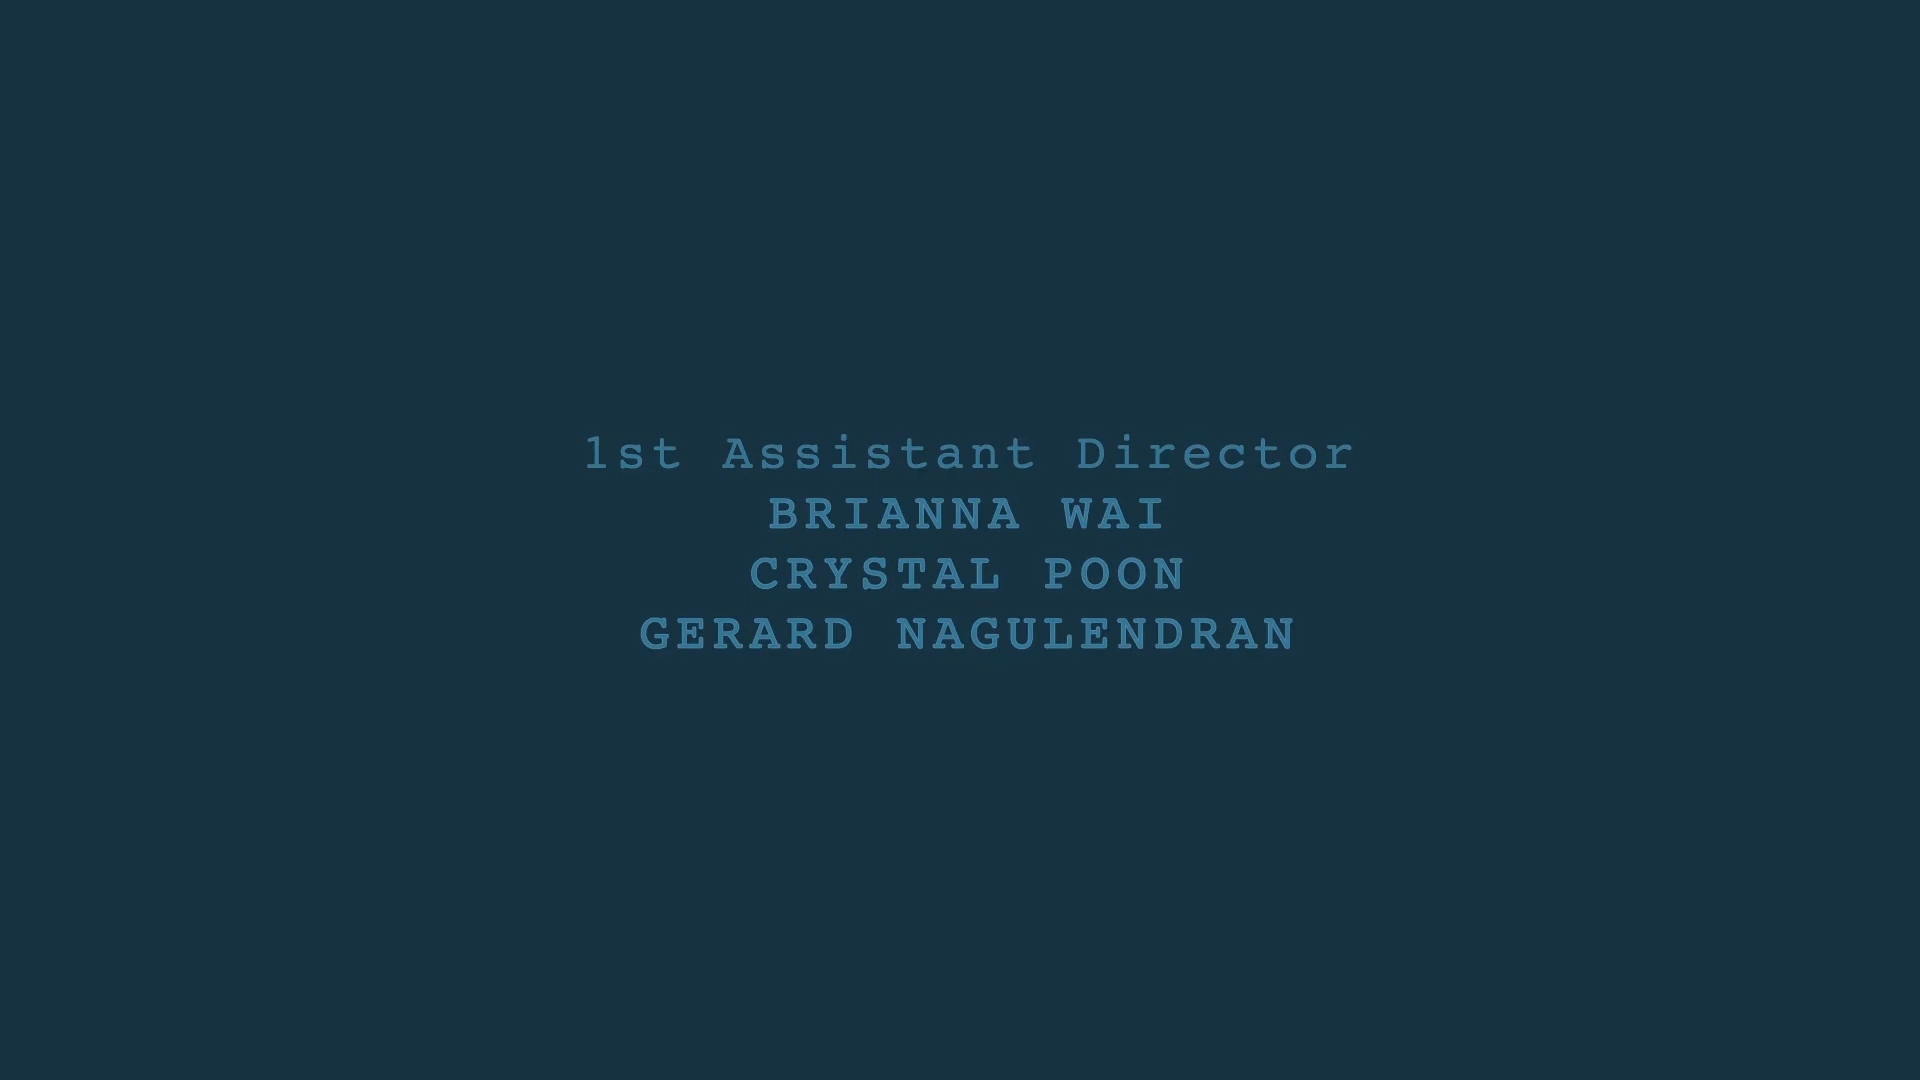 1st Assistant Director
BRIANNA WAI
CRYSTAL POON
GERARD NAGULENDRAN